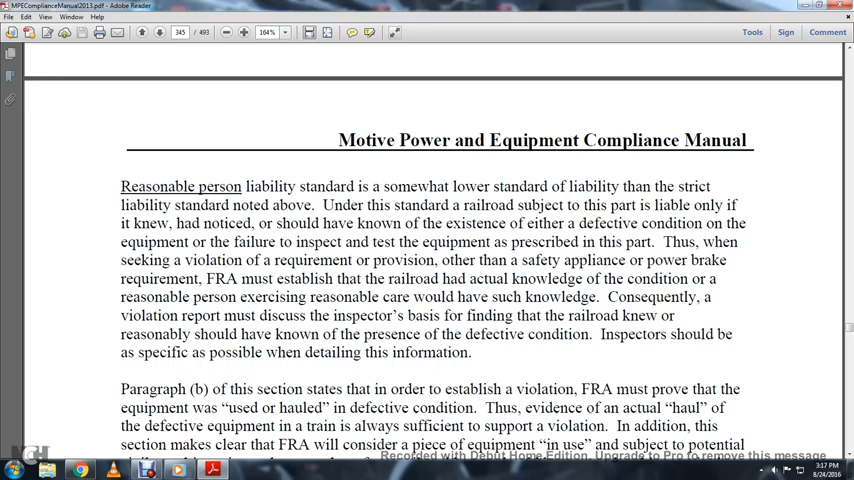 MPEComplianceManual2013.pdf - Adobe Reader
File Edit View Window Help
345 / 493 164% Tools Sign Comment
Motive Power and Equipment Compliance Manual
Reasonable person liability standard is a somewhat lower standard of liability than the strict
liability standard noted above. Under this standard a railroad subject to this part is liable only if
it knew, had noticed, or should have known of the existence of either a defective condition on the
equipment or the failure to inspect and test the equipment as prescribed in this part. Thus, when
seeking a violation of a requirement or provision, other than a safety appliance or power brake
requirement, FRA must establish that the railroad had actual knowledge of the condition or a
reasonable person exercising reasonable care would have such knowledge. Consequently, a
violation report must discuss the inspector's basis for finding that the railroad knew or
reasonably should have known of the presence of the defective condition. Inspectors should be
as specific as possible when detailing this information.
Paragraph (b) of this section states that in order to establish a violation, FRA must prove that the
equipment was "used or hauled" in defective condition. Thus, evidence of an actual "haul" of
the defective equipment in a train is always sufficient to support a violation. In addition, this
section makes clear that FRA will consider a piece of equipment "in use" and subject to potential
NCH
Recorded with Debut Home Edition, Upgrade to Pro to remove this message
3:17 PM
8/24/2016